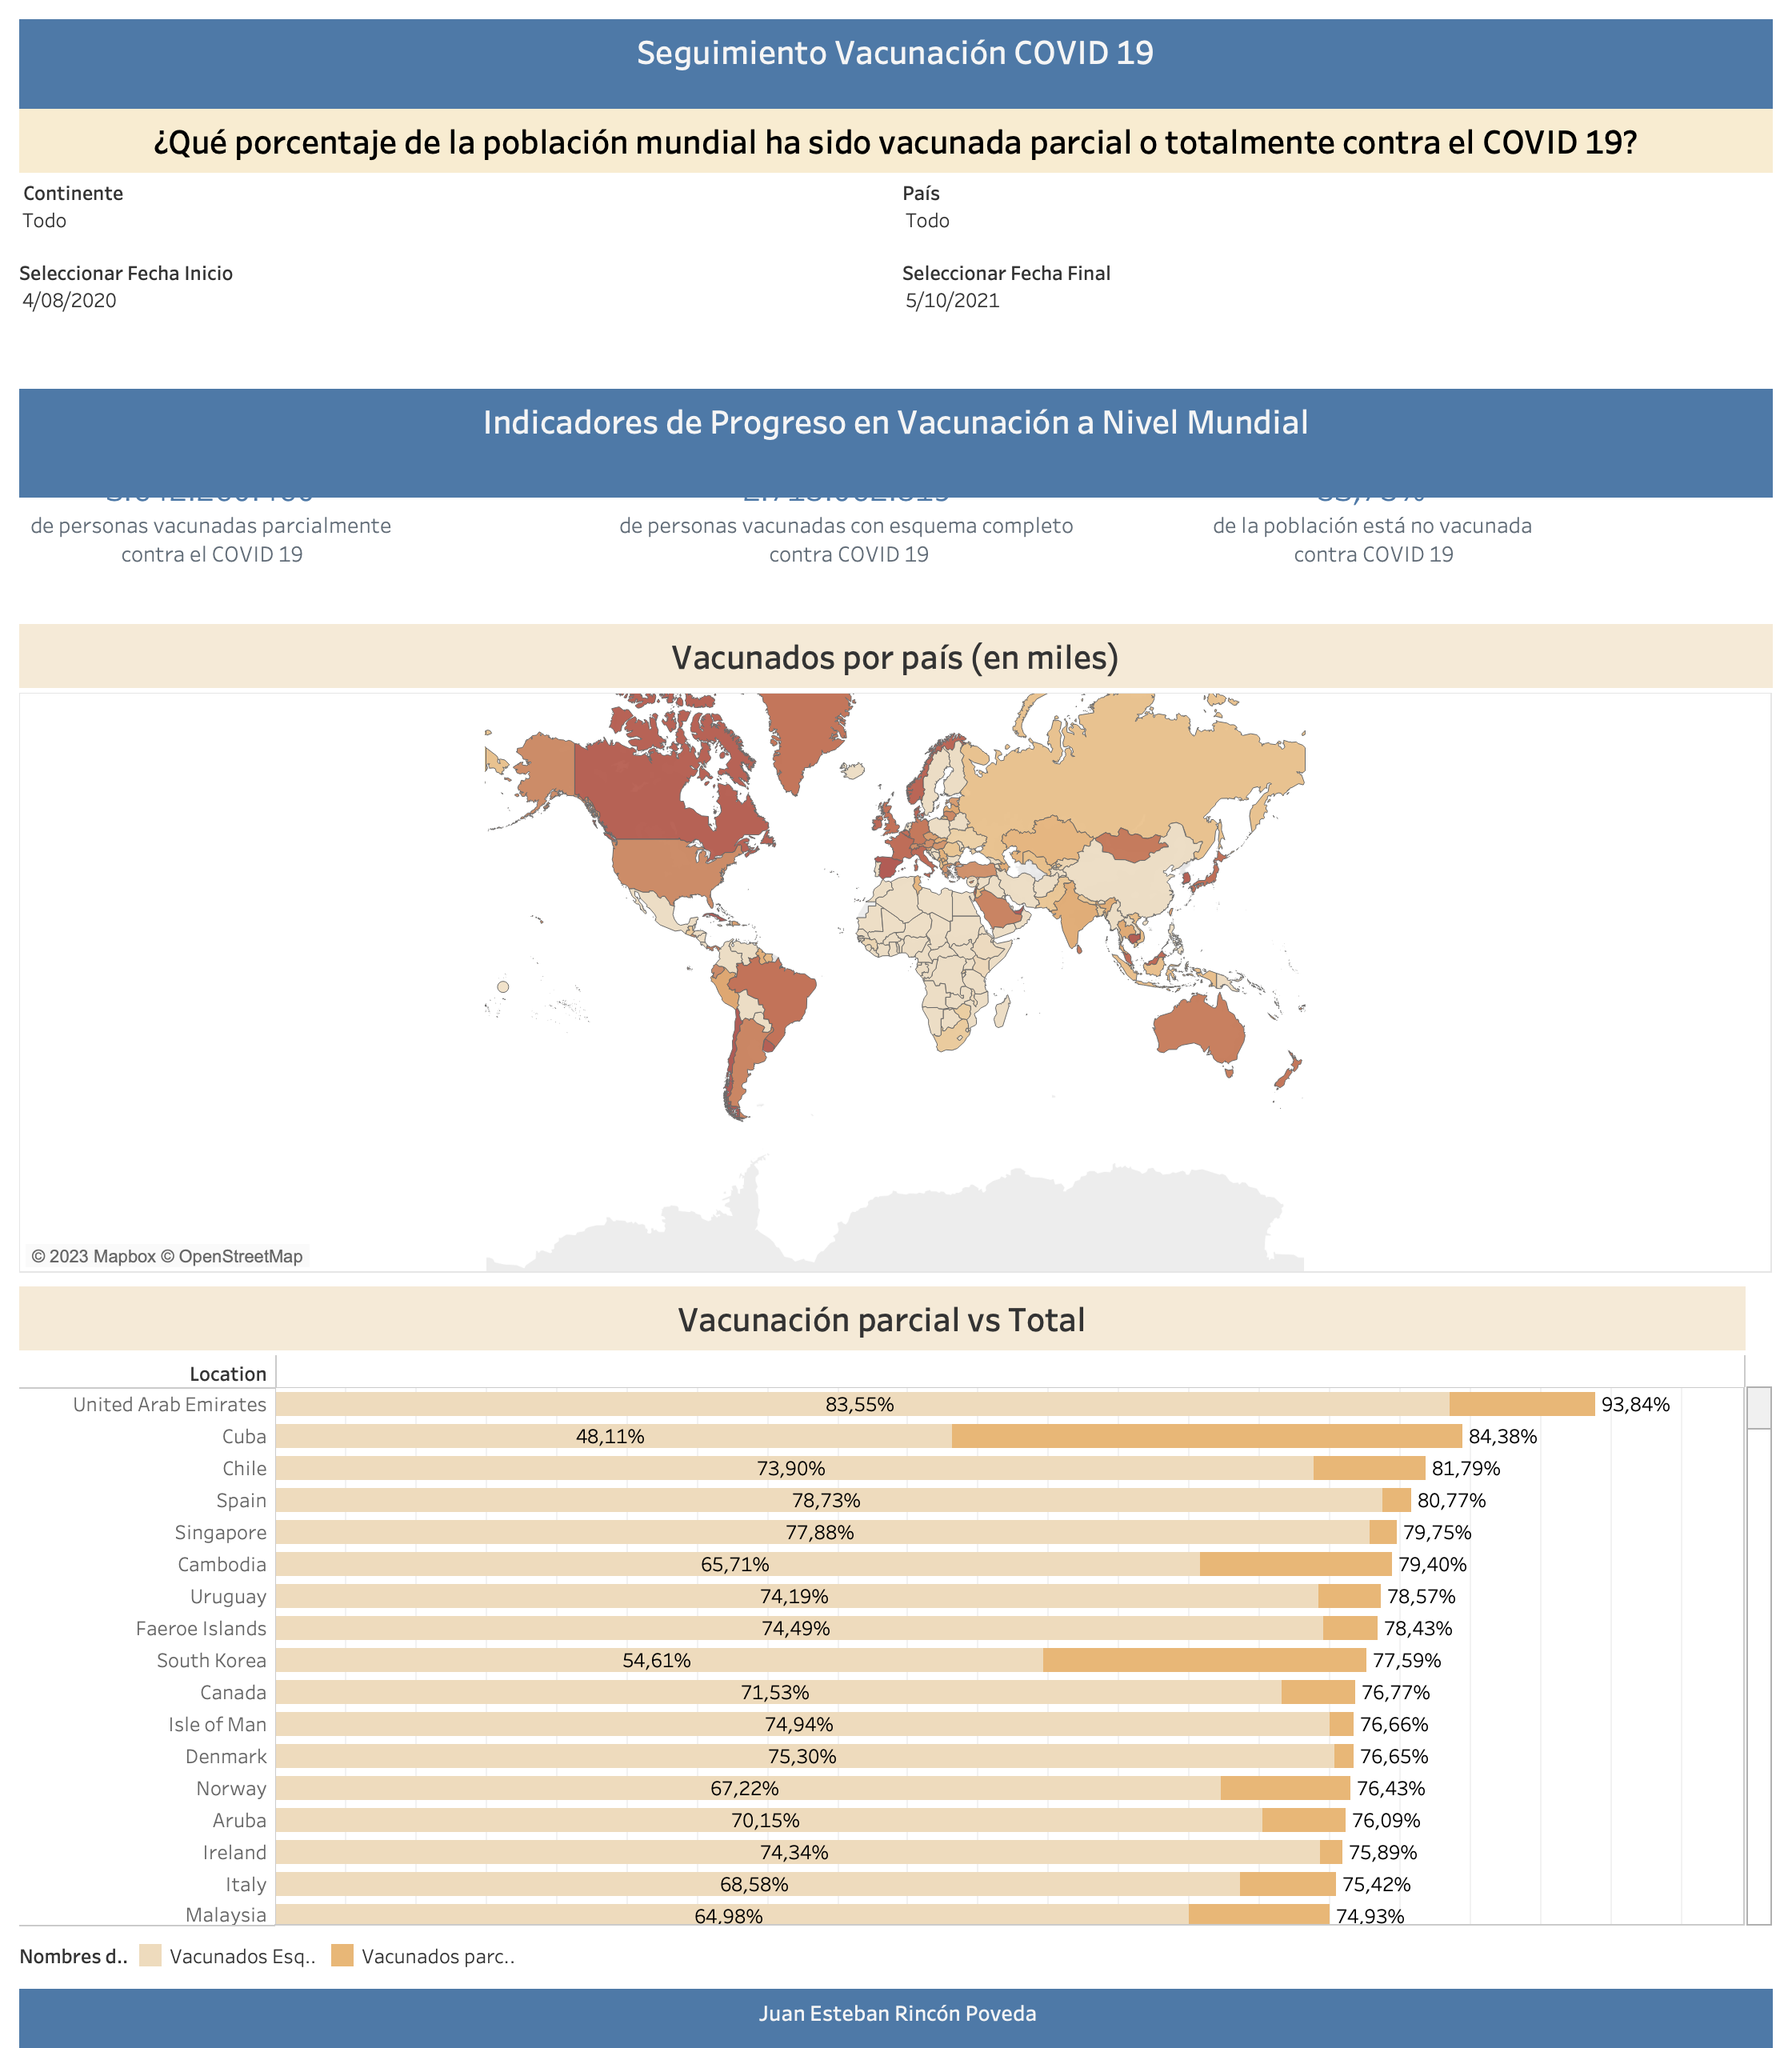 Seguimiento Vacunación COVID 19
¿Qué porcentaje de la población mundial ha sido vacunada parcial o totalmente contra el COVID 19?
Continente
Todo
País
Todo
Seleccionar Fecha Inicio
4/08/2020
Seleccionar Fecha Final
5/10/2021
Indicadores de Progreso en Vacunación a Nivel Mundial
de personas vacunadas parcialmente
contra el COVID 19
de personas vacunadas con esquema completo
contra COVID 19
de la población está no vacunada
contra COVID 19
Vacunados por país (en miles)
© 2023 Mapbox © OpenStreetMap
Vacunación parcial vs Total
Location
United Arab Emirates 83,55% 93,84%
Cuba 48,11% 84,38%
Chile 73,90% 81,79%
Spain 78,73% 80,77%
Singapore 77,88% 79,75%
Cambodia 65,71% 79,40%
Uruguay 74,19% 78,57%
Faeroe Islands 74,49% 78,43%
South Korea 54,61% 77,59%
Canada 71,53% 76,77%
Isle of Man 74,94% 76,66%
Denmark 75,30% 76,65%
Norway 67,22% 76,43%
Aruba 70,15% 76,09%
Ireland 74,34% 75,89%
Italy 68,58% 75,42%
Malaysia 64,98% 74,93%
Nombres d.. Vacunados Esq.. Vacunados parc..
Juan Esteban Rincón Poveda